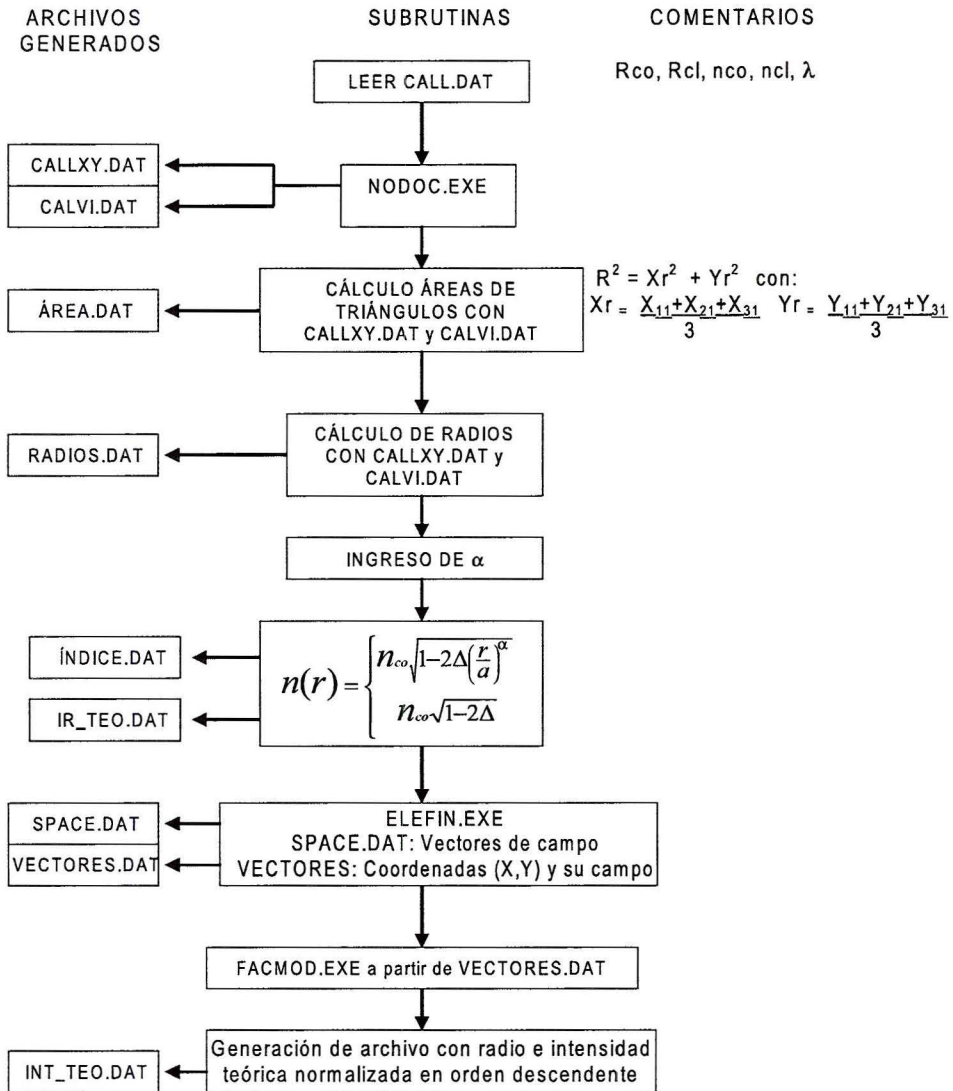 ARCHIVOS GENERADOS
SUBRUTINAS
COMENTARIOS
LEER CALL.DAT
Rco, Rcl, nco, ncl, λ
CALLXY.DAT
CALVI.DAT
NODOC.EXE
ÁREA.DAT
CÁLCULO ÁREAS DE
TRIÁNGULOS CON
CALLXY.DAT y CALVI.DAT
R² = Xr² + Yr² con:
Xr = X₁₁+X₂₁+X₃₁ / 3 Yr = Y₁₁+Y₂₁+Y₃₁ / 3
RADIOS.DAT
CÁLCULO DE RADIOS
CON CALLXY.DAT y
CALVI.DAT
INGRESO DE α
ÍNDICE.DAT
IR_TEO.DAT
n(r) = { n_co √(1−2Δ(r/a)^α)
n_co √(1−2Δ)
SPACE.DAT
VECTORES.DAT
ELEFIN.EXE
SPACE.DAT: Vectores de campo
VECTORES: Coordenadas (X,Y) y su campo
FACMOD.EXE a partir de VECTORES.DAT
INT_TEO.DAT
Generación de archivo con radio e intensidad
teórica normalizada en orden descendente